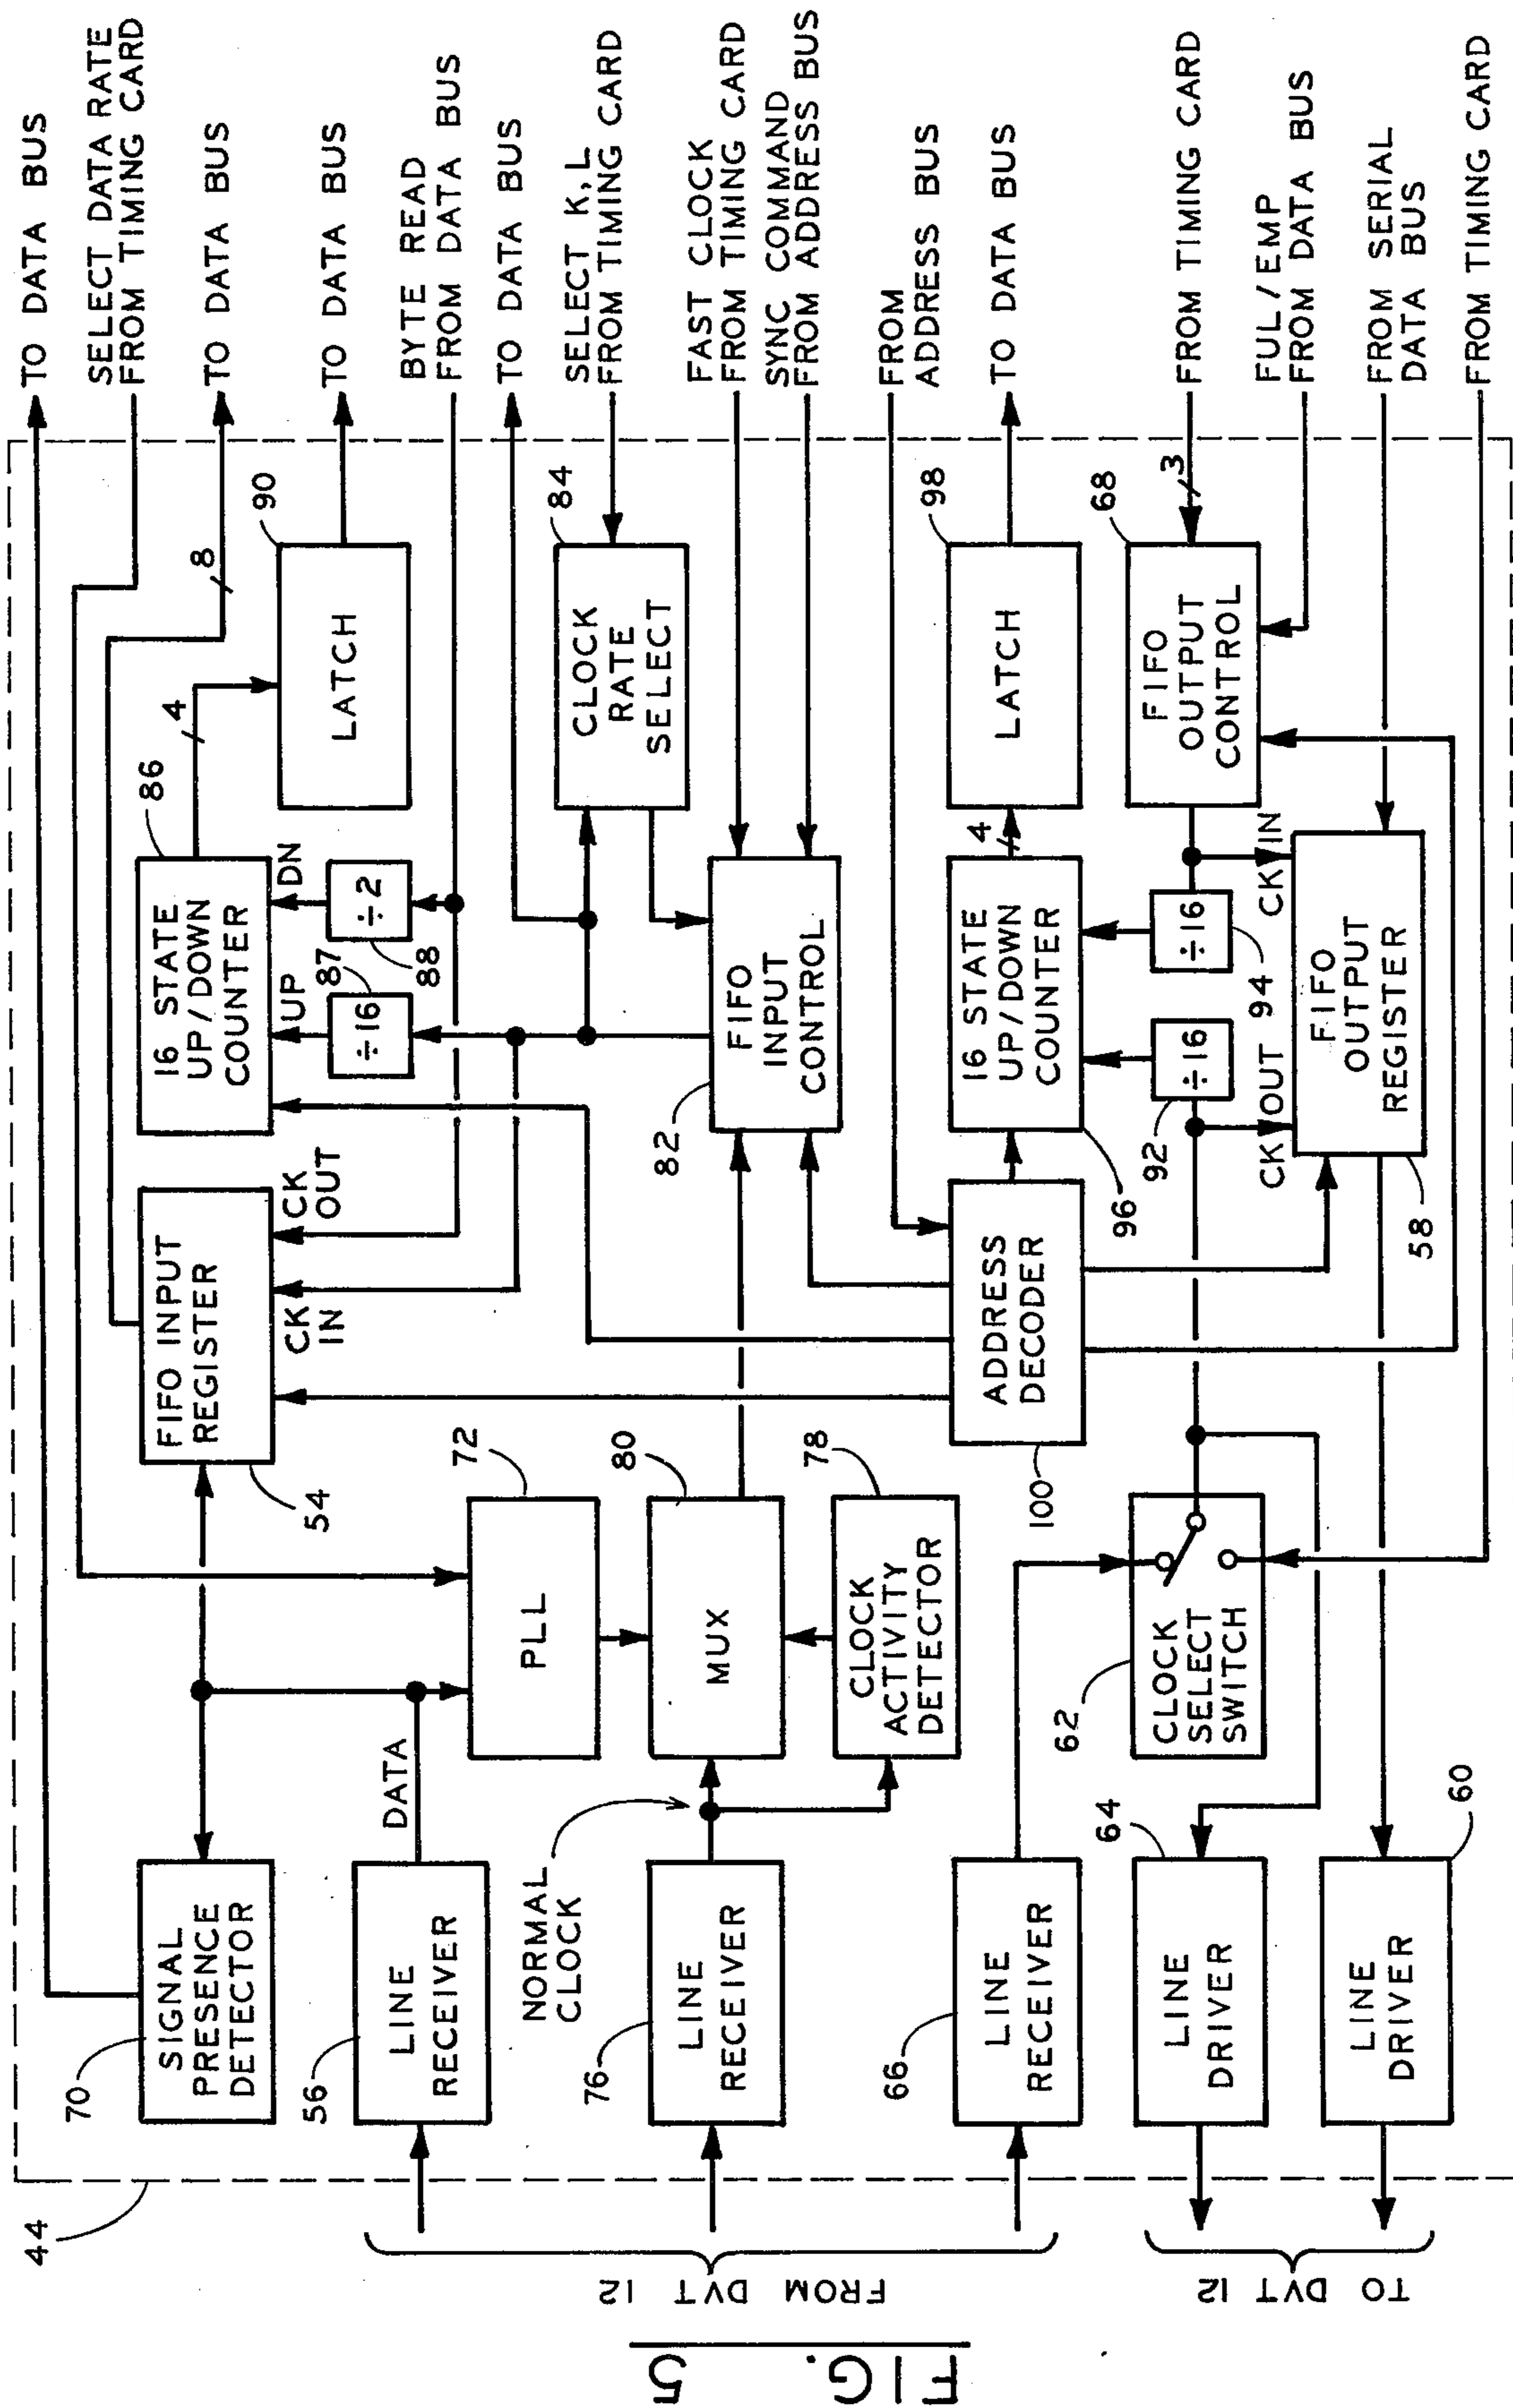 TO DATA BUS
SELECT DATA RATE
FROM TIMING CARD
TO DATA BUS
TO DATA BUS
BYTE READ
FROM DATA BUS
TO DATA BUS
SELECT K, L
FROM TIMING CARD
FAST CLOCK
FROM TIMING CARD
SYNC COMMAND
FROM ADDRESS BUS
FROM
ADDRESS BUS
TO DATA BUS
FROM TIMING CARD
FUL/EMP
FROM DATA BUS
FROM SERIAL
DATA BUS
FROM TIMING CARD
8
90
LATCH
4
86
16 STATE
UP/DOWN
COUNTER
DN
÷2
88
UP
87
÷16
84
CLOCK
RATE
SELECT
FIFO
INPUT
CONTROL
82
98
LATCH
4
16 STATE
UP/DOWN
COUNTER
96
3
68
FIFO
OUTPUT
CONTROL
CK IN
÷16
94
÷16
92
CK OUT
FIFO
OUTPUT
REGISTER
58
FIFO INPUT
REGISTER
54
CK
OUT
CK
IN
ADDRESS
DECODER
100
72
PLL
80
MUX
78
CLOCK
ACTIVITY
DETECTOR
62
CLOCK
SELECT
SWITCH
DATA
NORMAL
CLOCK
70
SIGNAL
PRESENCE
DETECTOR
56
LINE
RECEIVER
76
LINE
RECEIVER
66
LINE
RECEIVER
64
LINE
DRIVER
60
LINE
DRIVER
44
FROM DVT 12
TO DVT 12
FIG. 5